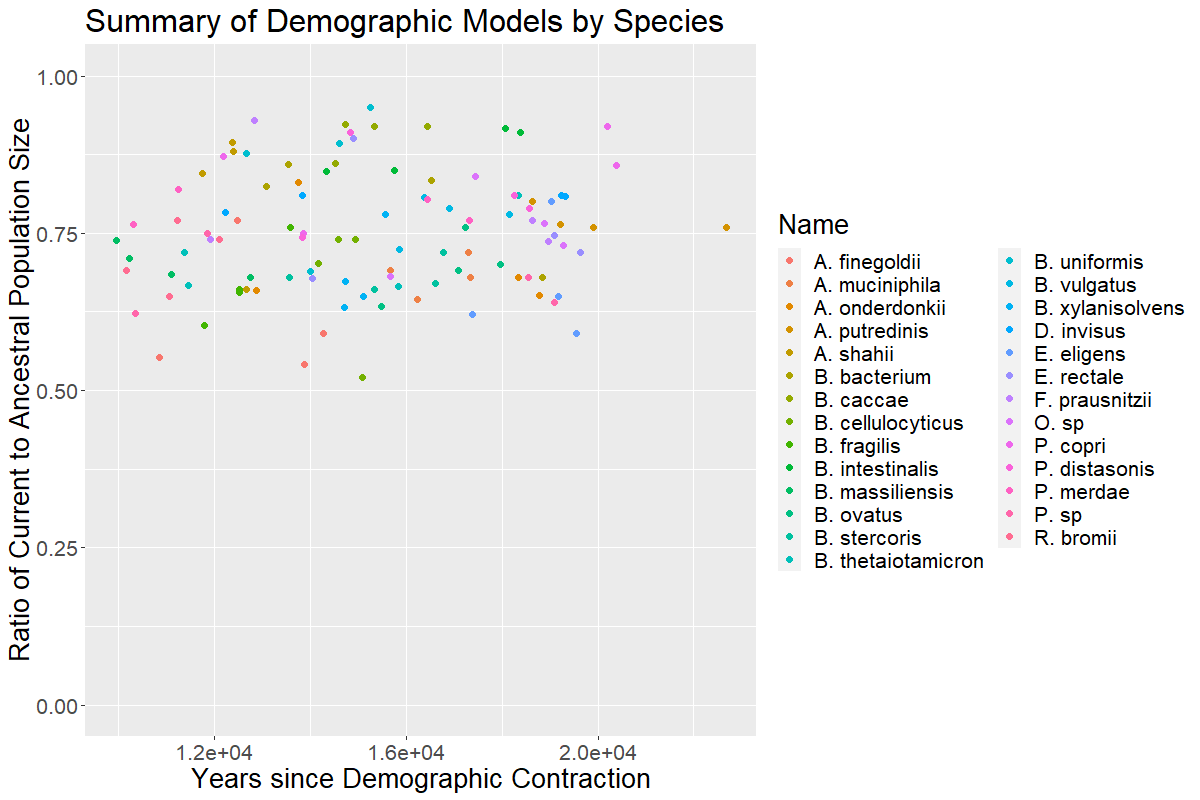 Summary of Demographic Models by Species
Ratio of Current to Ancestral Population Size
1.00
0.75
0.50
0.25
0.00
1.2e+04
1.6e+04
2.0e+04
Years since Demographic Contraction
Name
A. finegoldii
A. muciniphila
A. onderdonkii
A. putredinis
A. shahii
B. bacterium
B. caccae
B. cellulocyticus
B. fragilis
B. intestinalis
B. massiliensis
B. ovatus
B. stercoris
B. thetaiotamicron
B. uniformis
B. vulgatus
B. xylanisolvens
D. invisus
E. eligens
E. rectale
F. prausnitzii
O. sp
P. copri
P. distasonis
P. merdae
P. sp
R. bromii